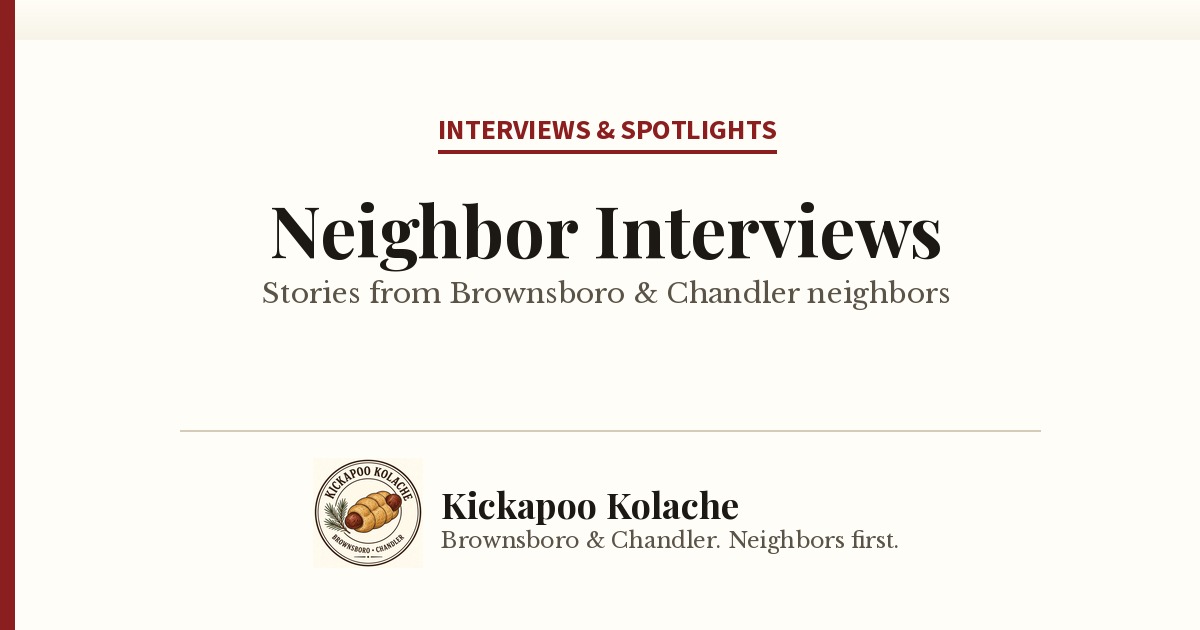 INTERVIEWS & SPOTLIGHTS
Neighbor Interviews
Stories from Brownsboro & Chandler neighbors
KICKAPOO KOLACHE
BROWNSBORO • CHANDLER
Kickapoo Kolache
Brownsboro & Chandler. Neighbors first.